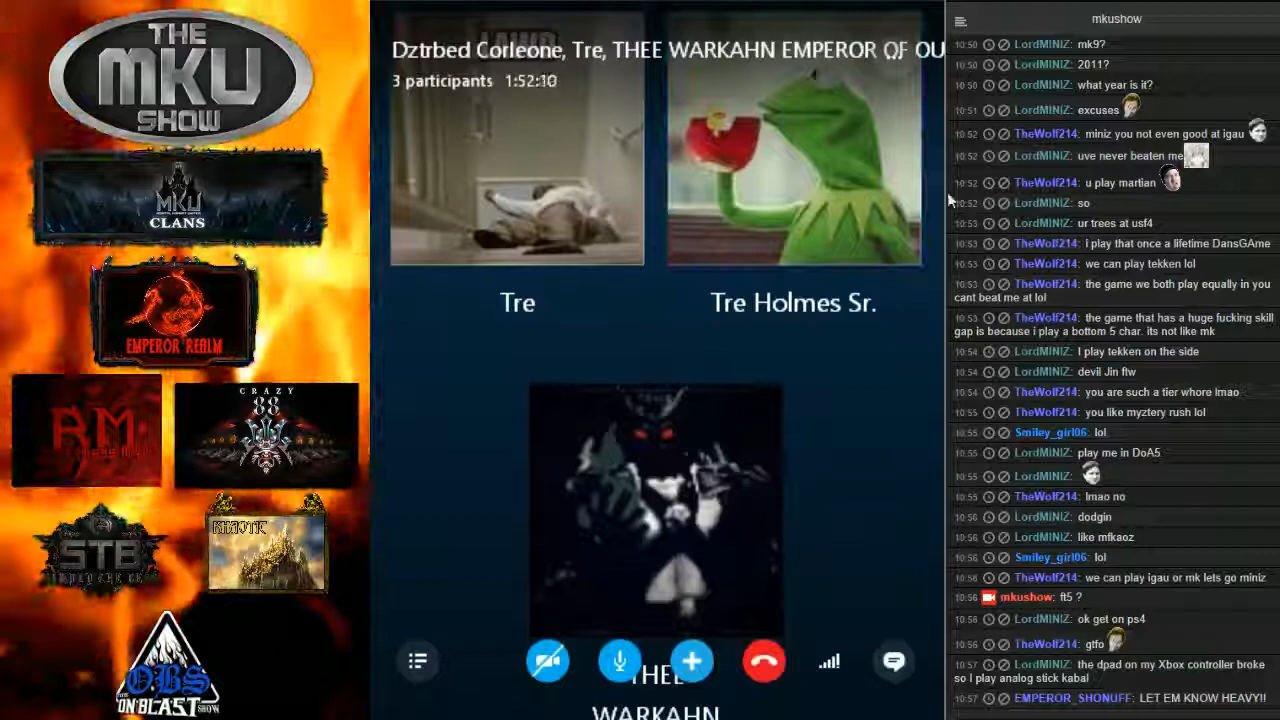 THE
MKU
SHOW
MKU
CLANS
EMPEROR REALM
RM
CRAZY
88
STB
KHAOTIC
OBS
ON BLAST SHOW
Dztrbed Corleone, Tre, THEE WARKAHN EMPEROR OF OU
3 participants 1:52:10
Tre
Tre Holmes Sr.
THEE
WARKAHN
mkushow
10:50 LordMINIZ: mk9?
10:50 LordMINIZ: 2011?
10:50 LordMINIZ: what year is it?
10:51 LordMINIZ: excuses
10:52 TheWolf214: miniz you not even good at igau
10:52 LordMINIZ: uve never beaten me
10:52 TheWolf214: u play martian
10:52 LordMINIZ: so
10:53 LordMINIZ: ur trees at usf4
10:53 TheWolf214: i play that once a lifetime DansGAme
10:53 TheWolf214: we can play tekken lol
10:53 TheWolf214: the game we both play equally in you
cant beat me at lol
10:53 TheWolf214: the game that has a huge fucking skill
gap is because i play a bottom 5 char. its not like mk
10:54 LordMINIZ: I play tekken on the side
10:54 LordMINIZ: devil Jin ftw
10:54 TheWolf214: you are such a tier whore lmao
10:55 TheWolf214: you like myztery rush lol
10:55 Smiley_girl06: lol
10:55 LordMINIZ: play me in DoA5
10:55 LordMINIZ:
10:55 TheWolf214: lmao no
10:56 LordMINIZ: dodgin
10:56 LordMINIZ: like mfkaoz
10:56 Smiley_girl06: lol
10:56 TheWolf214: we can play igau or mk lets go miniz
10:56 mkushow: ft5 ?
10:56 LordMINIZ: ok get on ps4
10:56 TheWolf214: gtfo
10:57 LordMINIZ: the dpad on my Xbox controller broke
so I play analog stick kabal
10:57 EMPEROR_SHONUFF: LET EM KNOW HEAVY!!